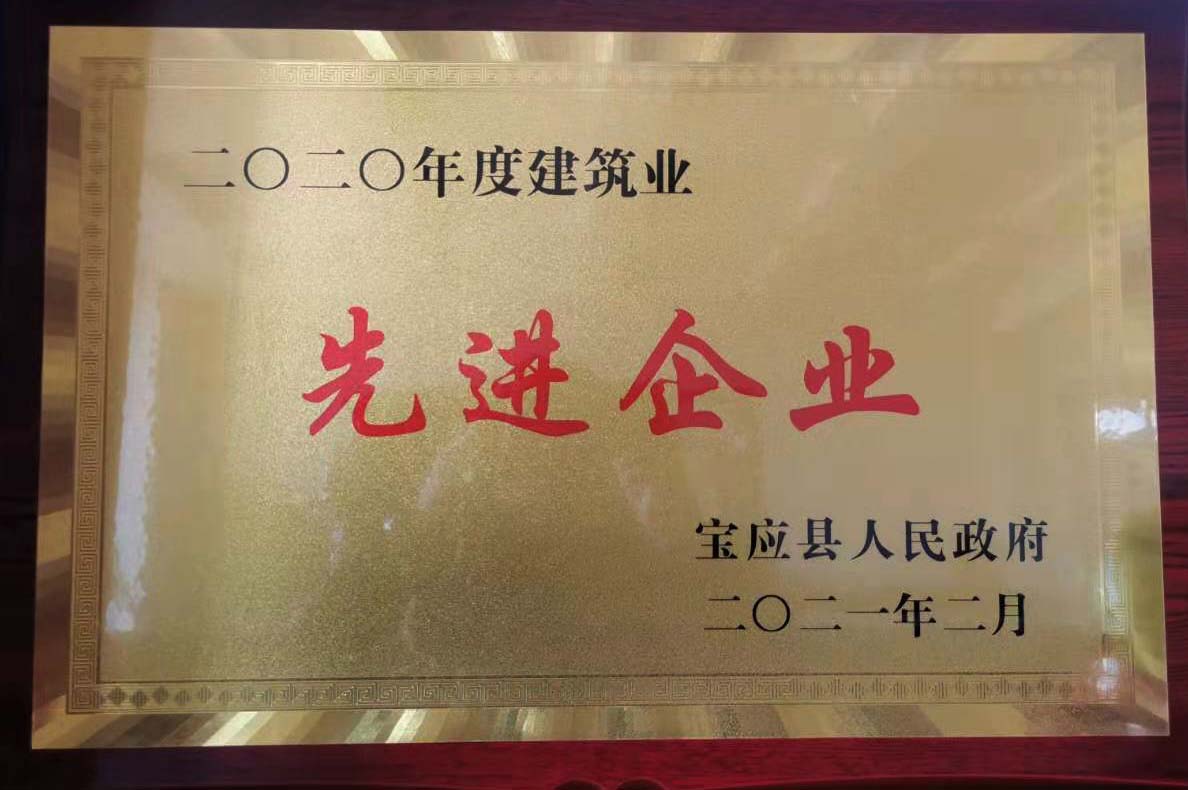 二〇二〇年度建筑业
先进企业
宝应县人民政府
二〇二一年二月